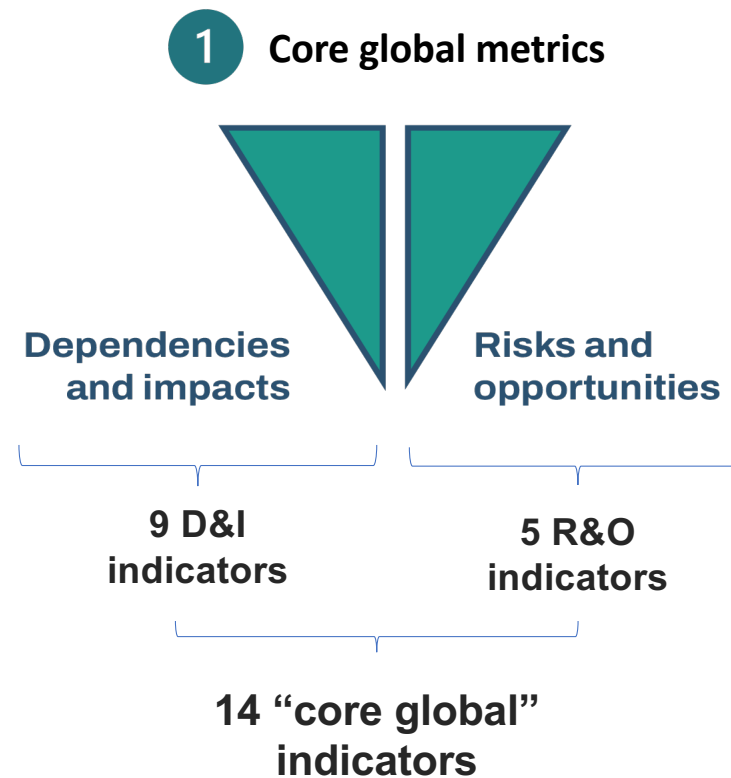 1 Core global metrics
Dependencies
and impacts
Risks and
opportunities
9 D&I
indicators
5 R&O
indicators
14 “core global”
indicators